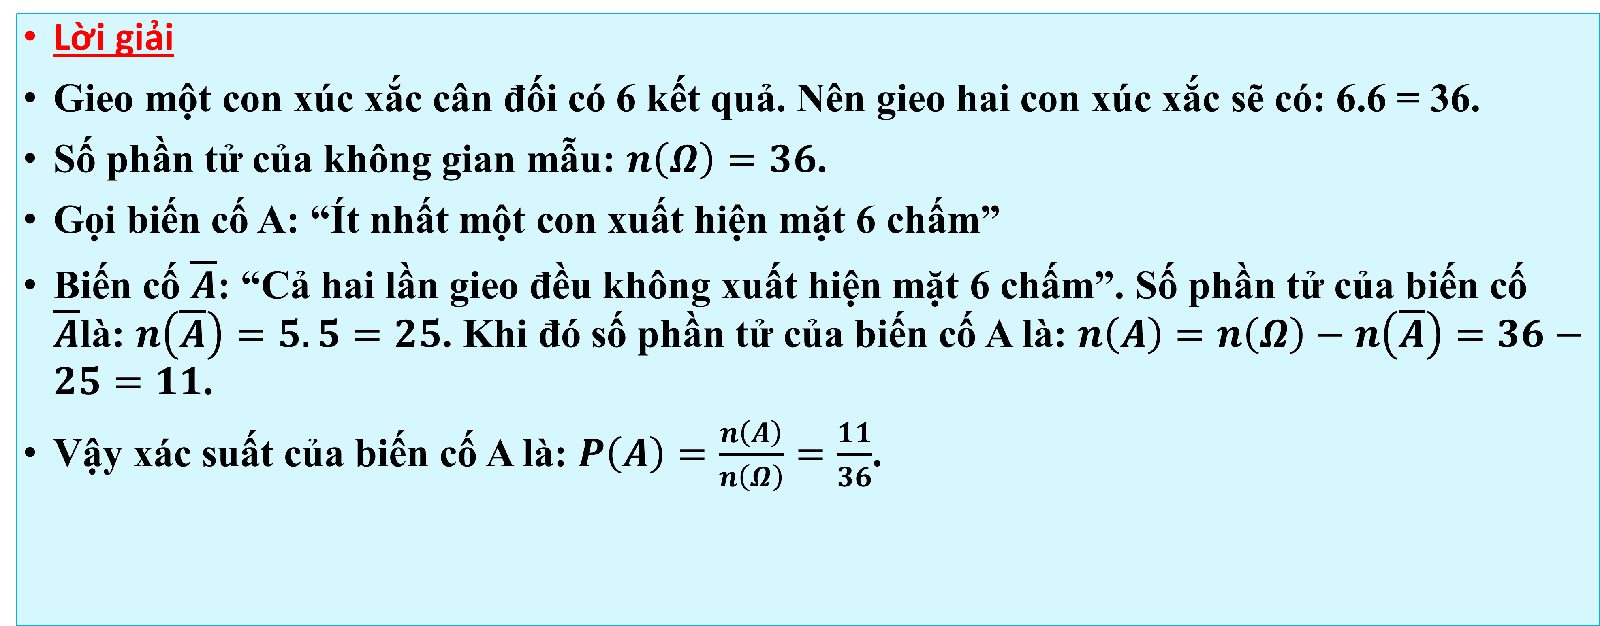 • Lời giải
• Gieo một con xúc xắc cân đối có 6 kết quả. Nên gieo hai con xúc xắc sẽ có: 6.6 = 36.
• Số phần tử của không gian mẫu: n(Ω) = 36.
• Gọi biến cố A: “Ít nhất một con xuất hiện mặt 6 chấm”
• Biến cố A̅: “Cả hai lần gieo đều không xuất hiện mặt 6 chấm”. Số phần tử của biến cố
A̅là: n(A̅) = 5.5 = 25. Khi đó số phần tử của biến cố A là: n(A) = n(Ω) − n(A̅) = 36 −
25 = 11.
• Vậy xác suất của biến cố A là: P(A) = n(A)/n(Ω) = 11/36.